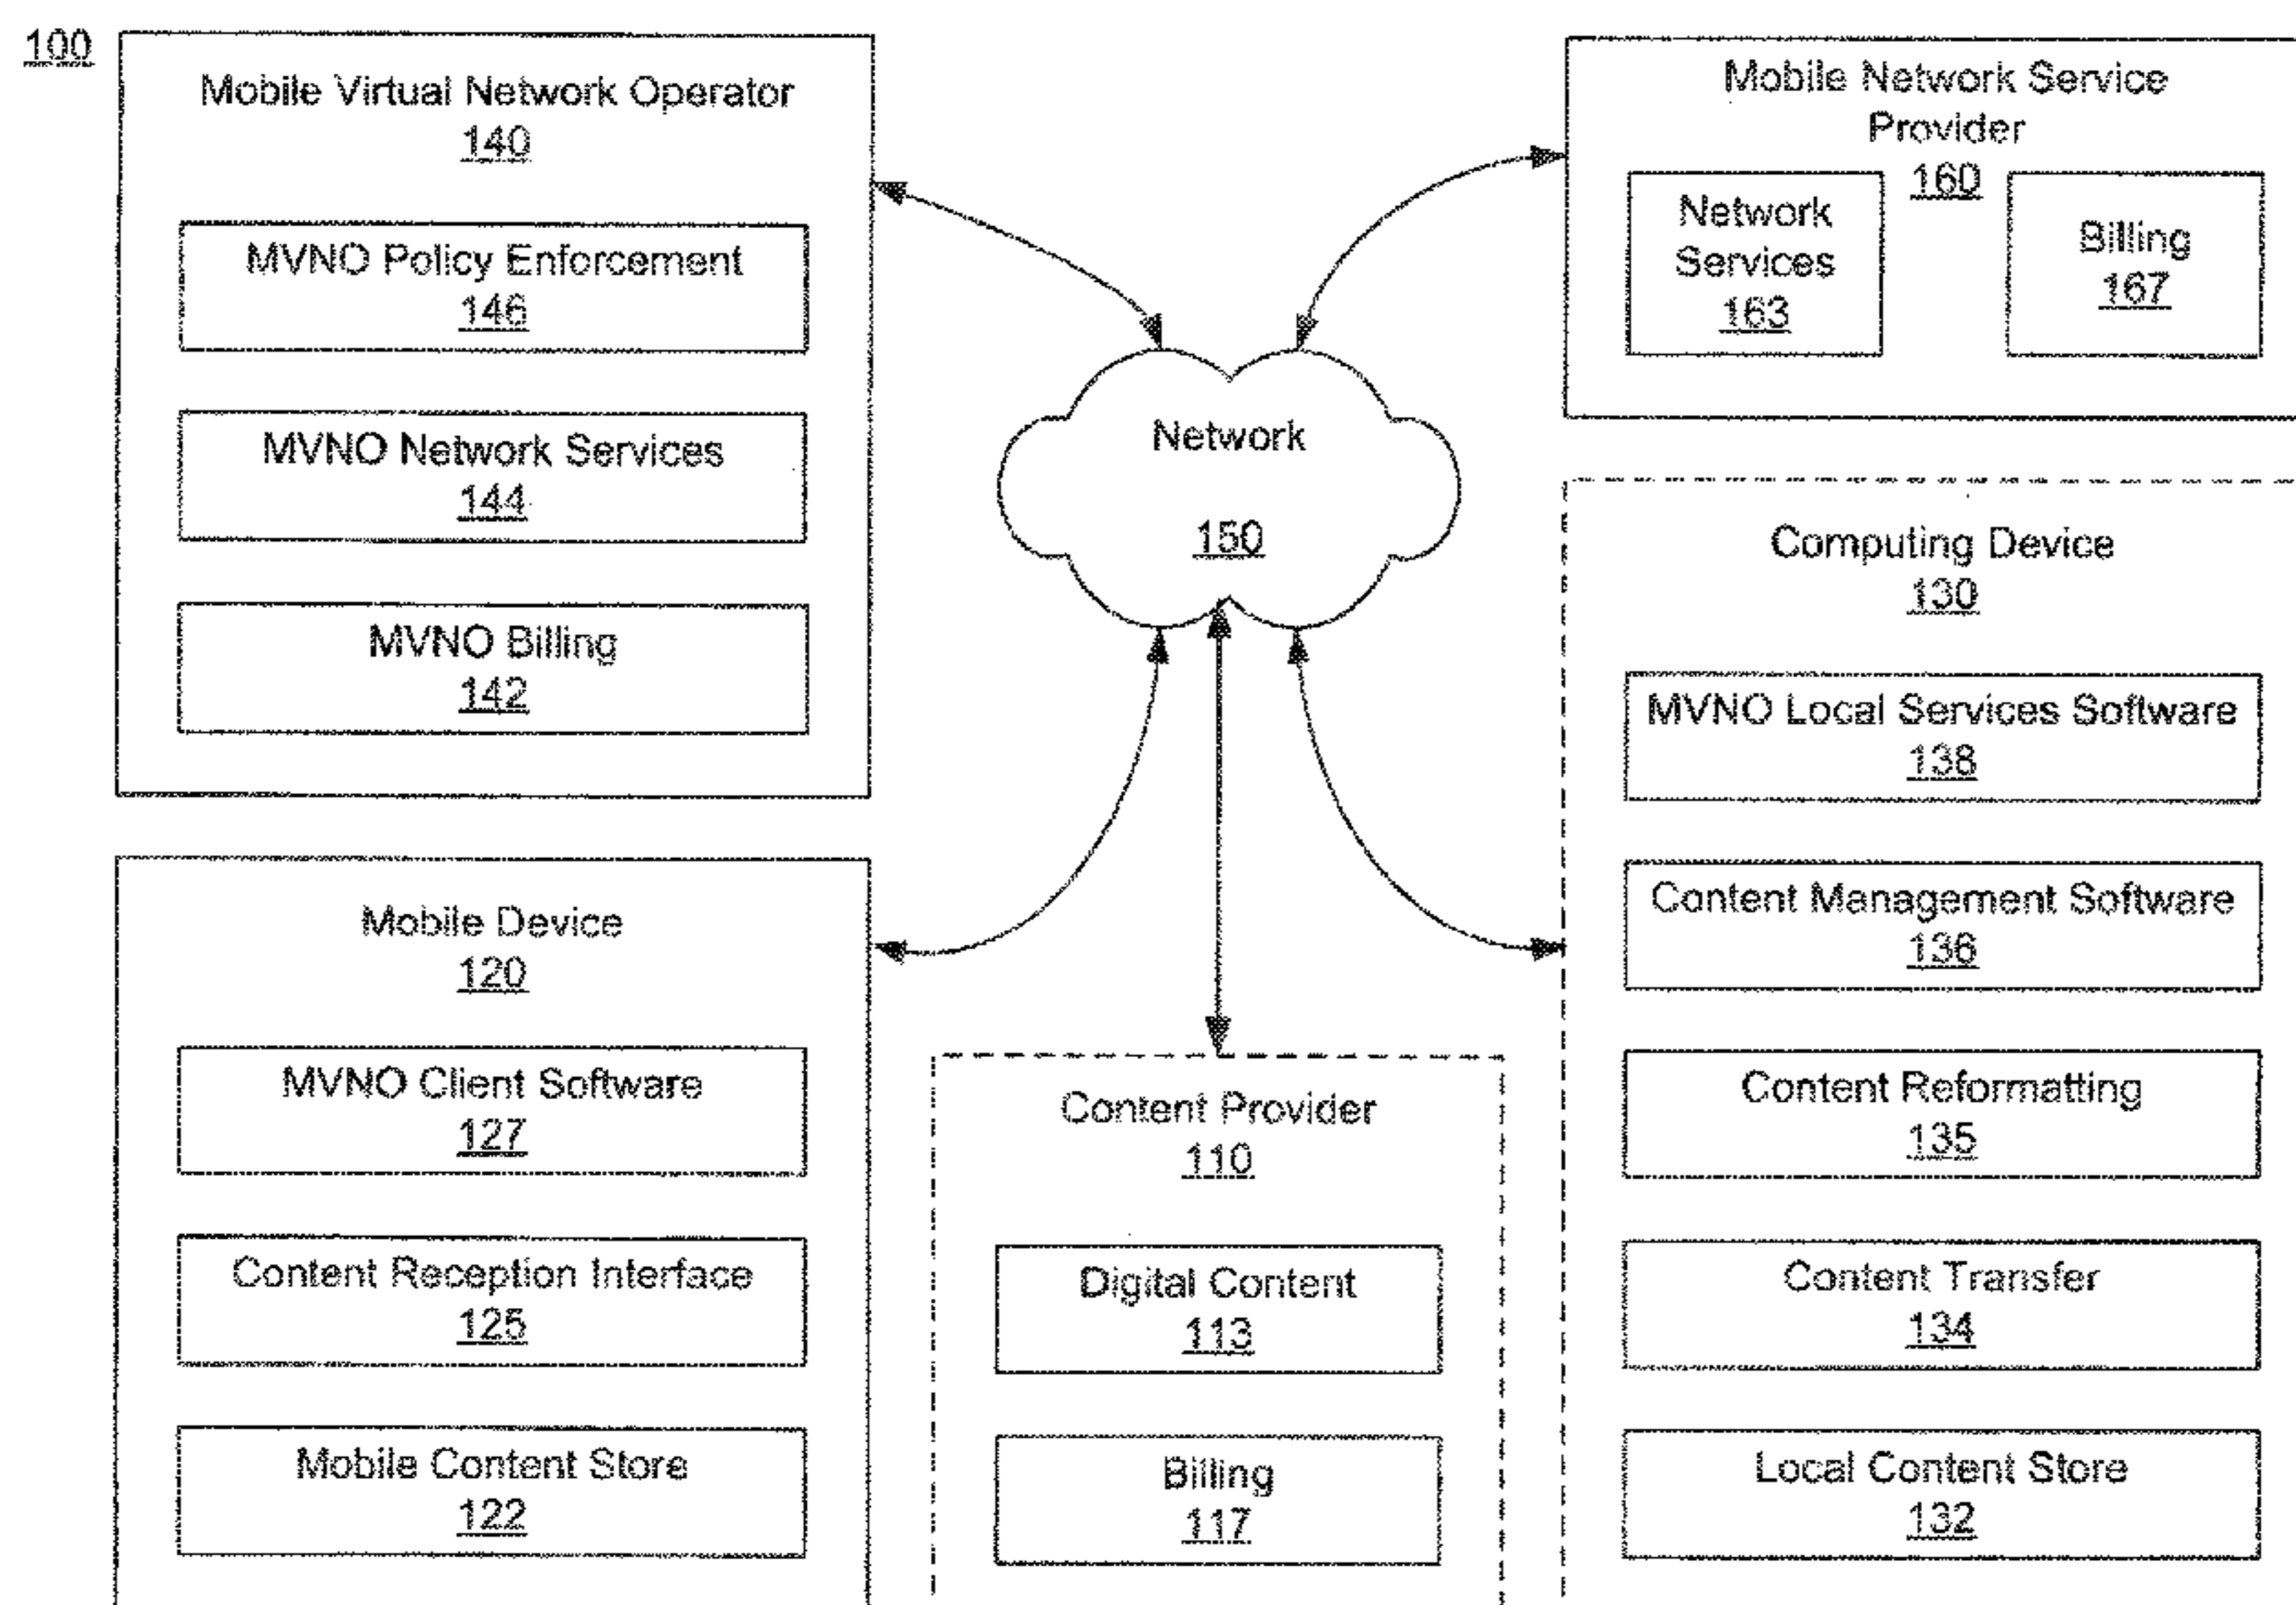 100
Mobile Virtual Network Operator
140
MVNO Policy Enforcement
146
MVNO Network Services
144
MVNO Billing
142
Mobile Network Service
Provider
160
Network
Services
163
Billing
167
Network
150
Computing Device
130
MVNO Local Services Software
138
Content Management Software
136
Content Reformatting
135
Content Transfer
134
Local Content Store
132
Mobile Device
120
MVNO Client Software
127
Content Reception Interface
125
Mobile Content Store
122
Content Provider
110
Digital Content
113
Billing
117